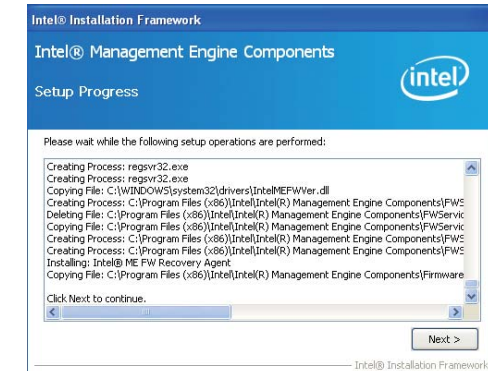 Intel® Installation Framework
Intel® Management Engine Components
Setup Progress
intel
Please wait while the following setup operations are performed:
Creating Process: regsvr32.exe
Creating Process: regsvr32.exe
Copying File: C:\WINDOWS\system32\drivers\IntelMEFWVer.dll
Creating Process: C:\Program Files (x86)\Intel\Intel(R) Management Engine Components\FWS
Deleting File: C:\Program Files (x86)\Intel\Intel(R) Management Engine Components\FWServic
Copying File: C:\Program Files (x86)\Intel\Intel(R) Management Engine Components\FWServic
Creating Process: C:\Program Files (x86)\Intel\Intel(R) Management Engine Components\FWS
Creating Process: C:\Program Files (x86)\Intel\Intel(R) Management Engine Components\FWS
Installing: Intel® ME FW Recovery Agent
Copying File: C:\Program Files (x86)\Intel\Intel(R) Management Engine Components\Firmware
Click Next to continue.
Next >
Intel® Installation Framework